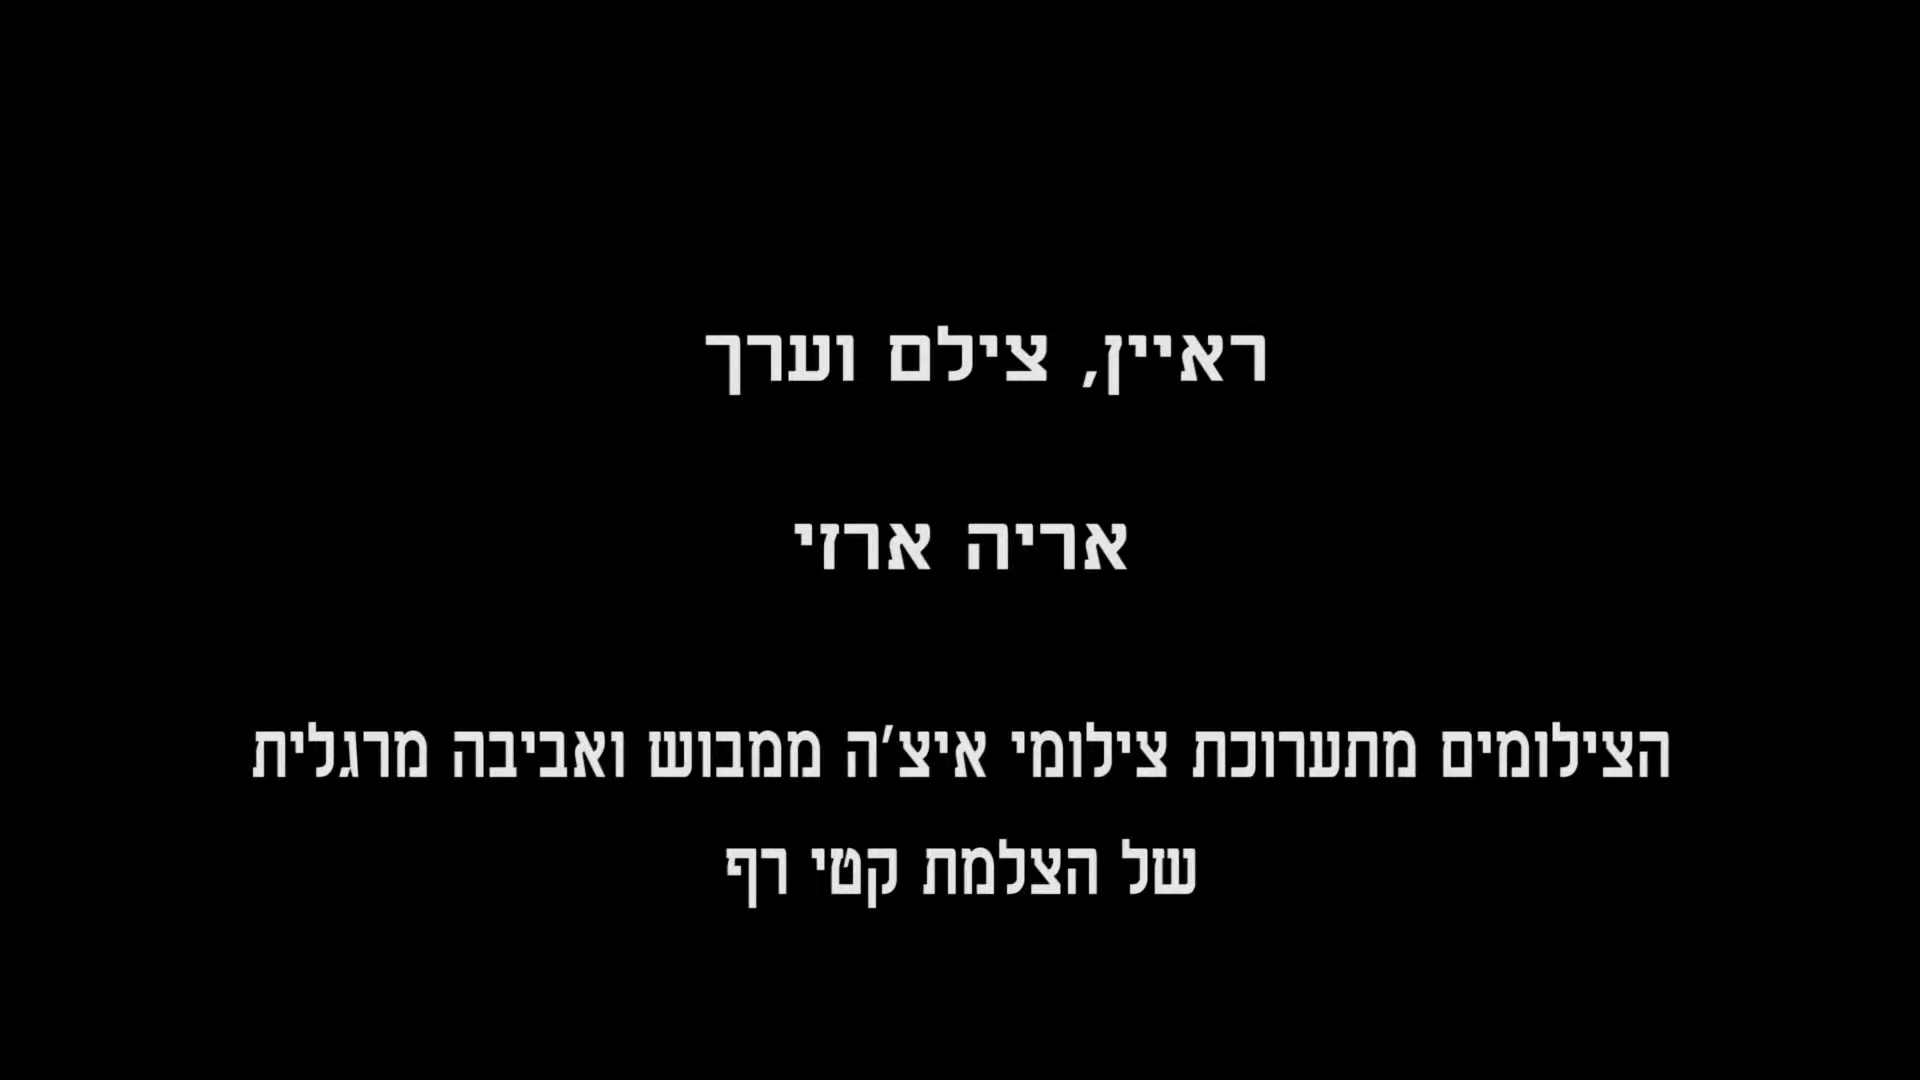 ראיין, צילם וערך
אריה ארזי
הצילומים מתערוכת צילומי איצ'ה ממבוש ואביבה מרגלית
של הצלמת קטי רף